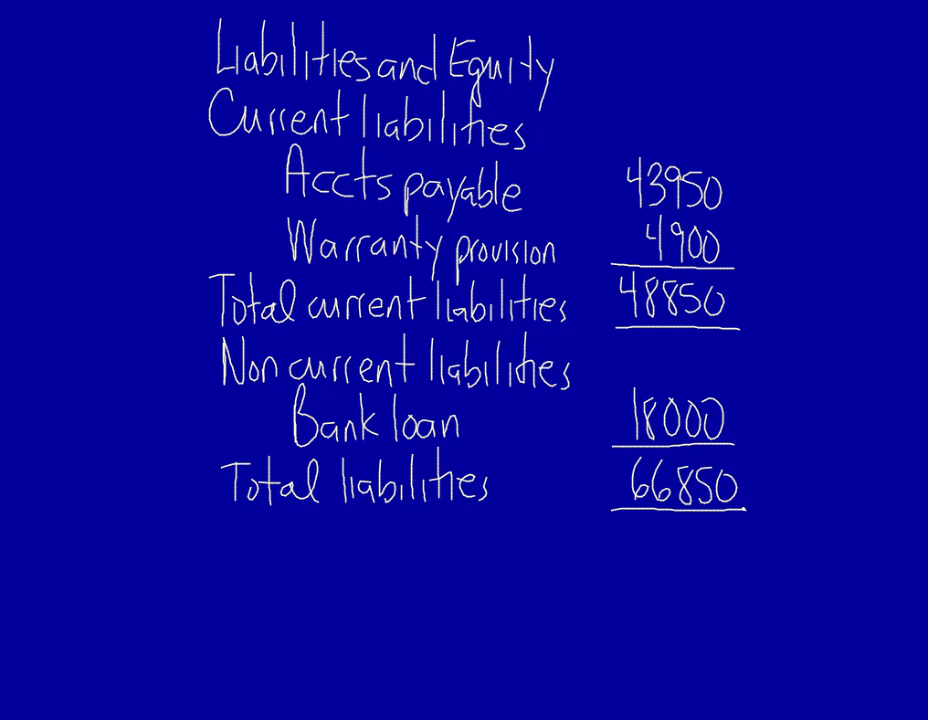 Liabilities and Equity
Current liabilities
Accts payable 43950
Warranty provision 4900
Total current liabilities 48850
Non current liabilities
Bank loan 18000
Total liabilities 66850